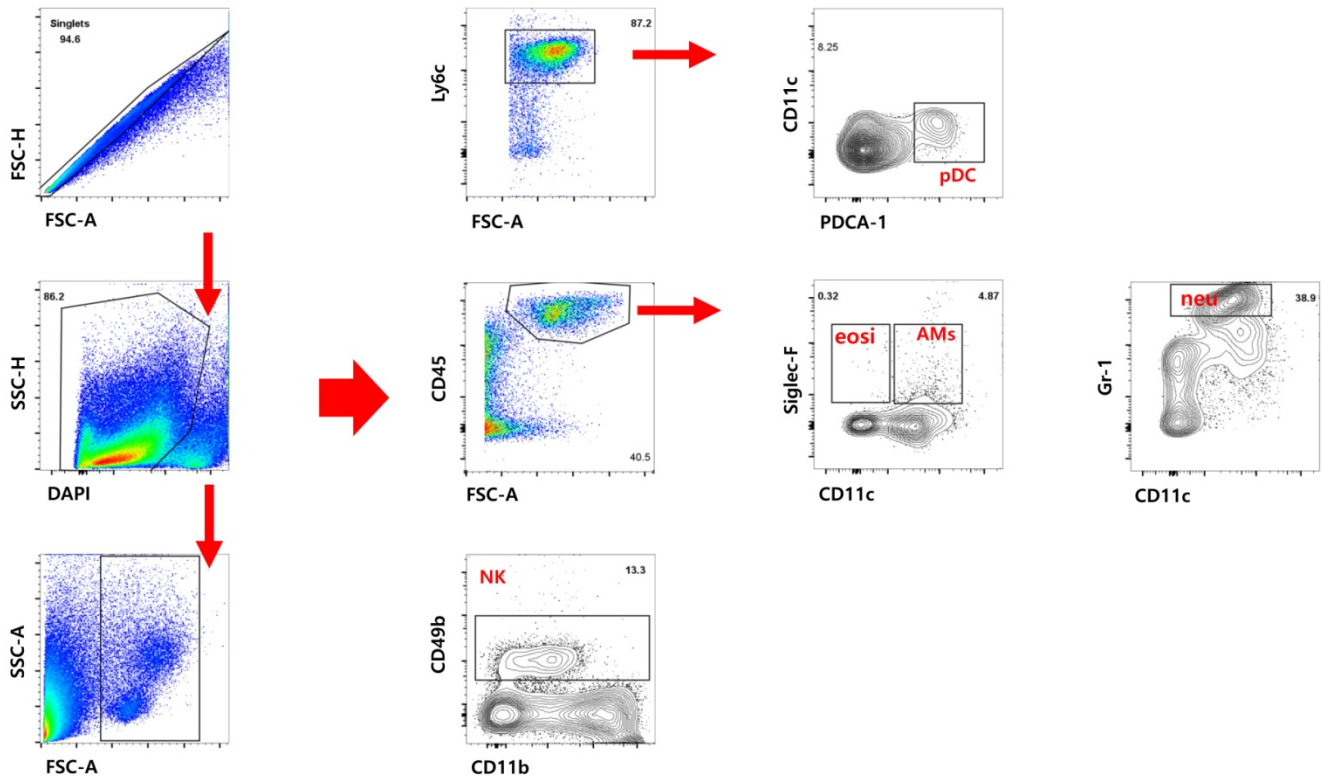 Singlets
94.6
FSC-H
FSC-A
87.2
Ly6c
FSC-A
8.25
CD11c
pDC
PDCA-1
86.2
SSC-H
DAPI
CD45
40.5
FSC-A
0.32
4.87
eosi
AMs
Siglec-F
CD11c
neu
38.9
Gr-1
CD11c
SSC-A
FSC-A
NK
13.3
CD49b
CD11b